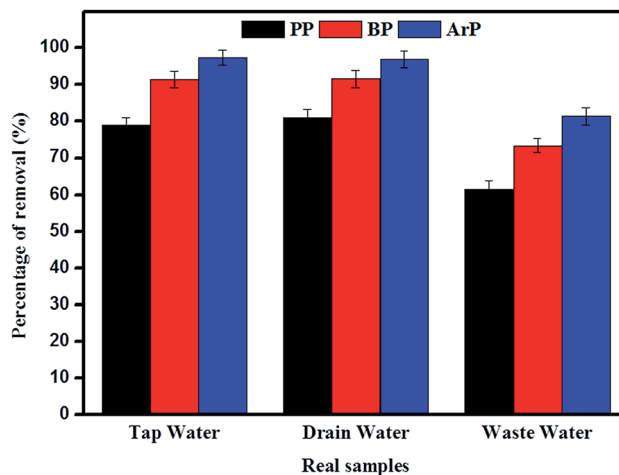 PP BP ArP
Percentage of removal (%)
100
90
80
70
60
50
40
30
20
10
0
Tap Water Drain Water Waste Water
Real samples